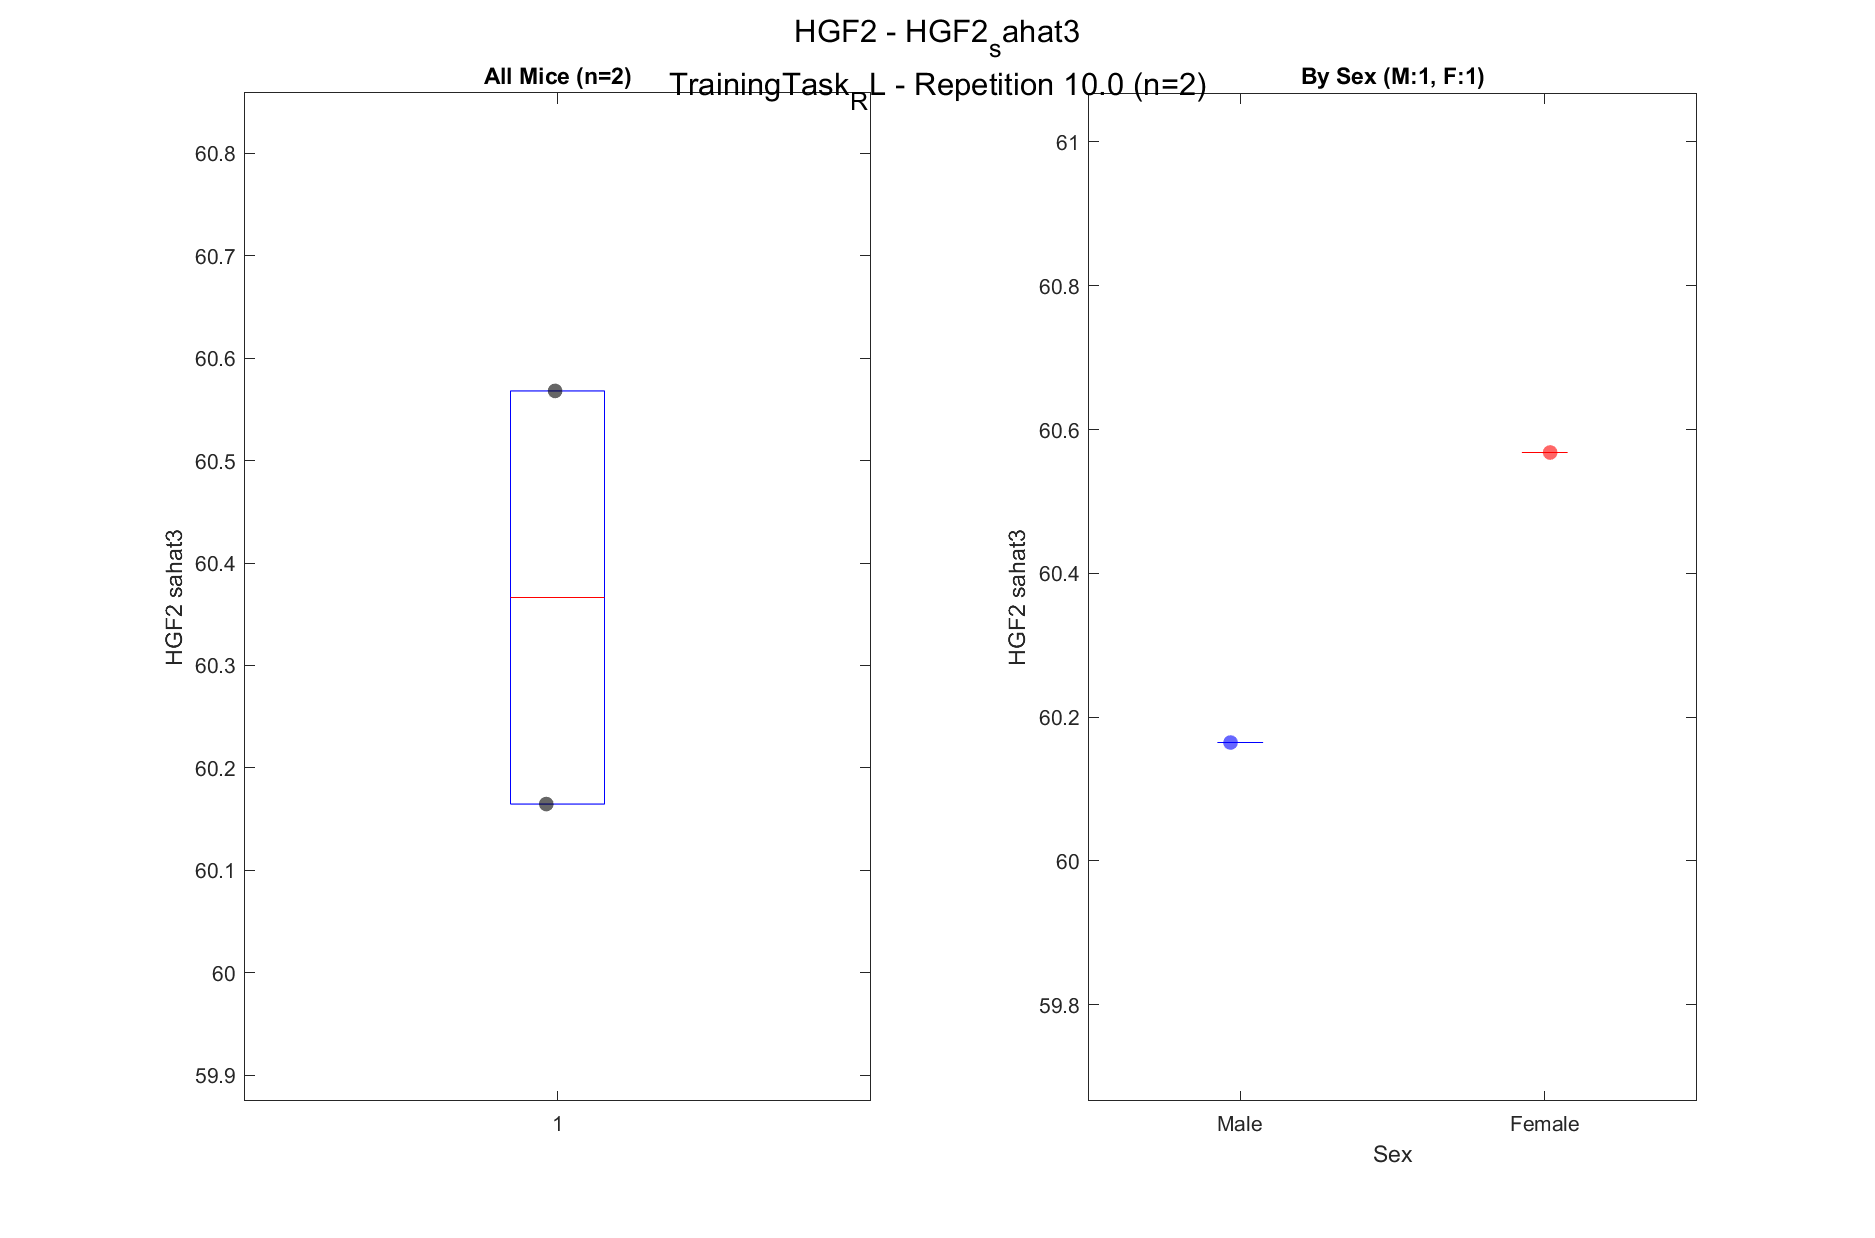 HGF2 - HGF2sahat3
TrainingTaskRL - Repetition 10.0 (n=2)
All Mice (n=2)
60.8
60.7
60.6
60.5
60.4
60.3
60.2
60.1
60
59.9
HGF2 sahat3
1
By Sex (M:1, F:1)
61
60.8
60.6
60.4
60.2
60
59.8
HGF2 sahat3
Male Female
Sex